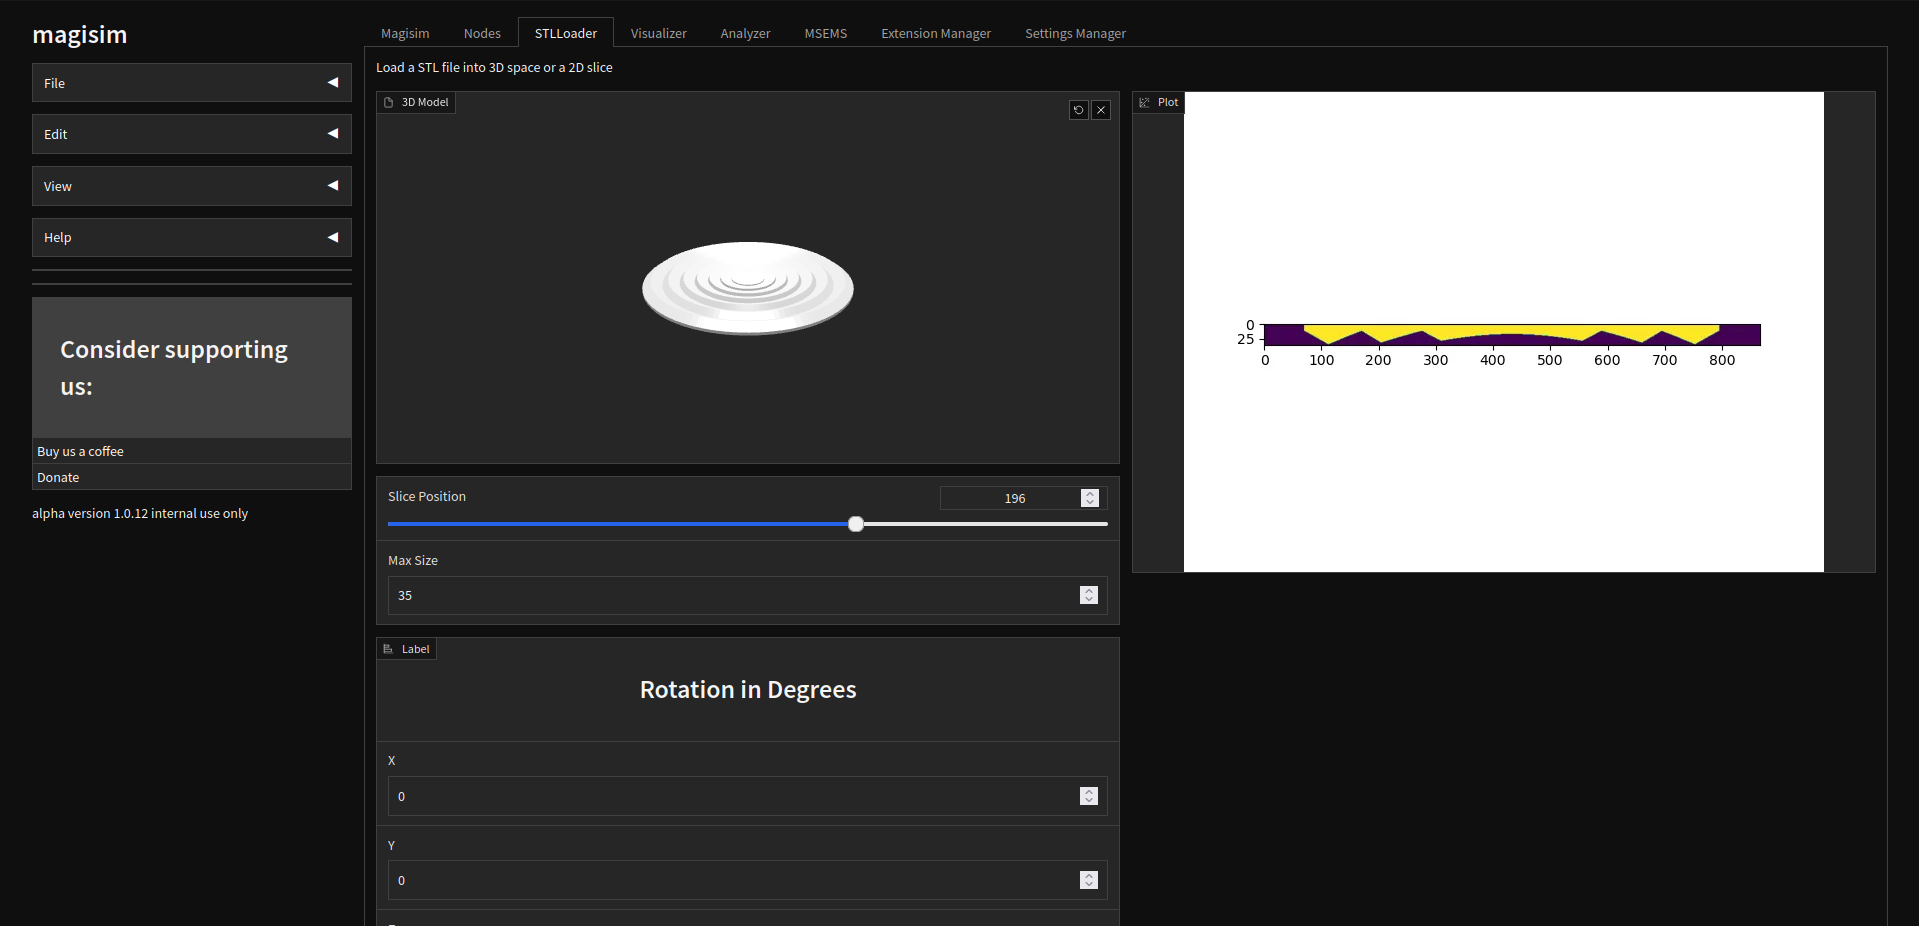 magisim
File
Edit
View
Help
Consider supporting
us:
Buy us a coffee
Donate
alpha version 1.0.12 internal use only
Magisim Nodes STLLoader Visualizer Analyzer MSEMS Extension Manager Settings Manager
Load a STL file into 3D space or a 2D slice
3D Model
Slice Position 196
Max Size
35
Label
Rotation in Degrees
X
0
Y
0
Plot
0
25
0 100 200 300 400 500 600 700 800